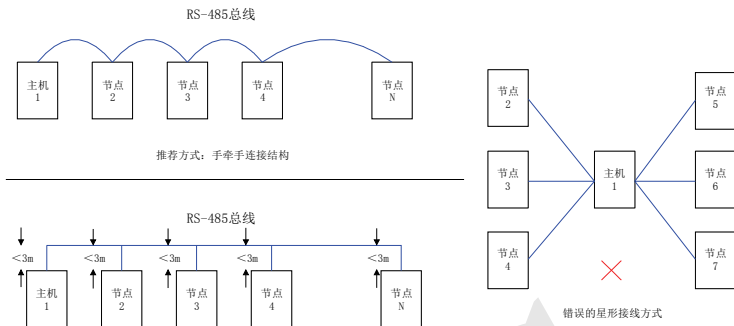 RS-485总线
主机
1
节点
2
节点
3
节点
4
节点
N
推荐方式: 手牵手连接结构
RS-485总线
<3m
<3m
<3m
<3m
<3m
主机
1
节点
2
节点
3
节点
4
节点
N
节点
2
节点
3
节点
4
主机
1
节点
5
节点
6
节点
7
错误的星形接线方式